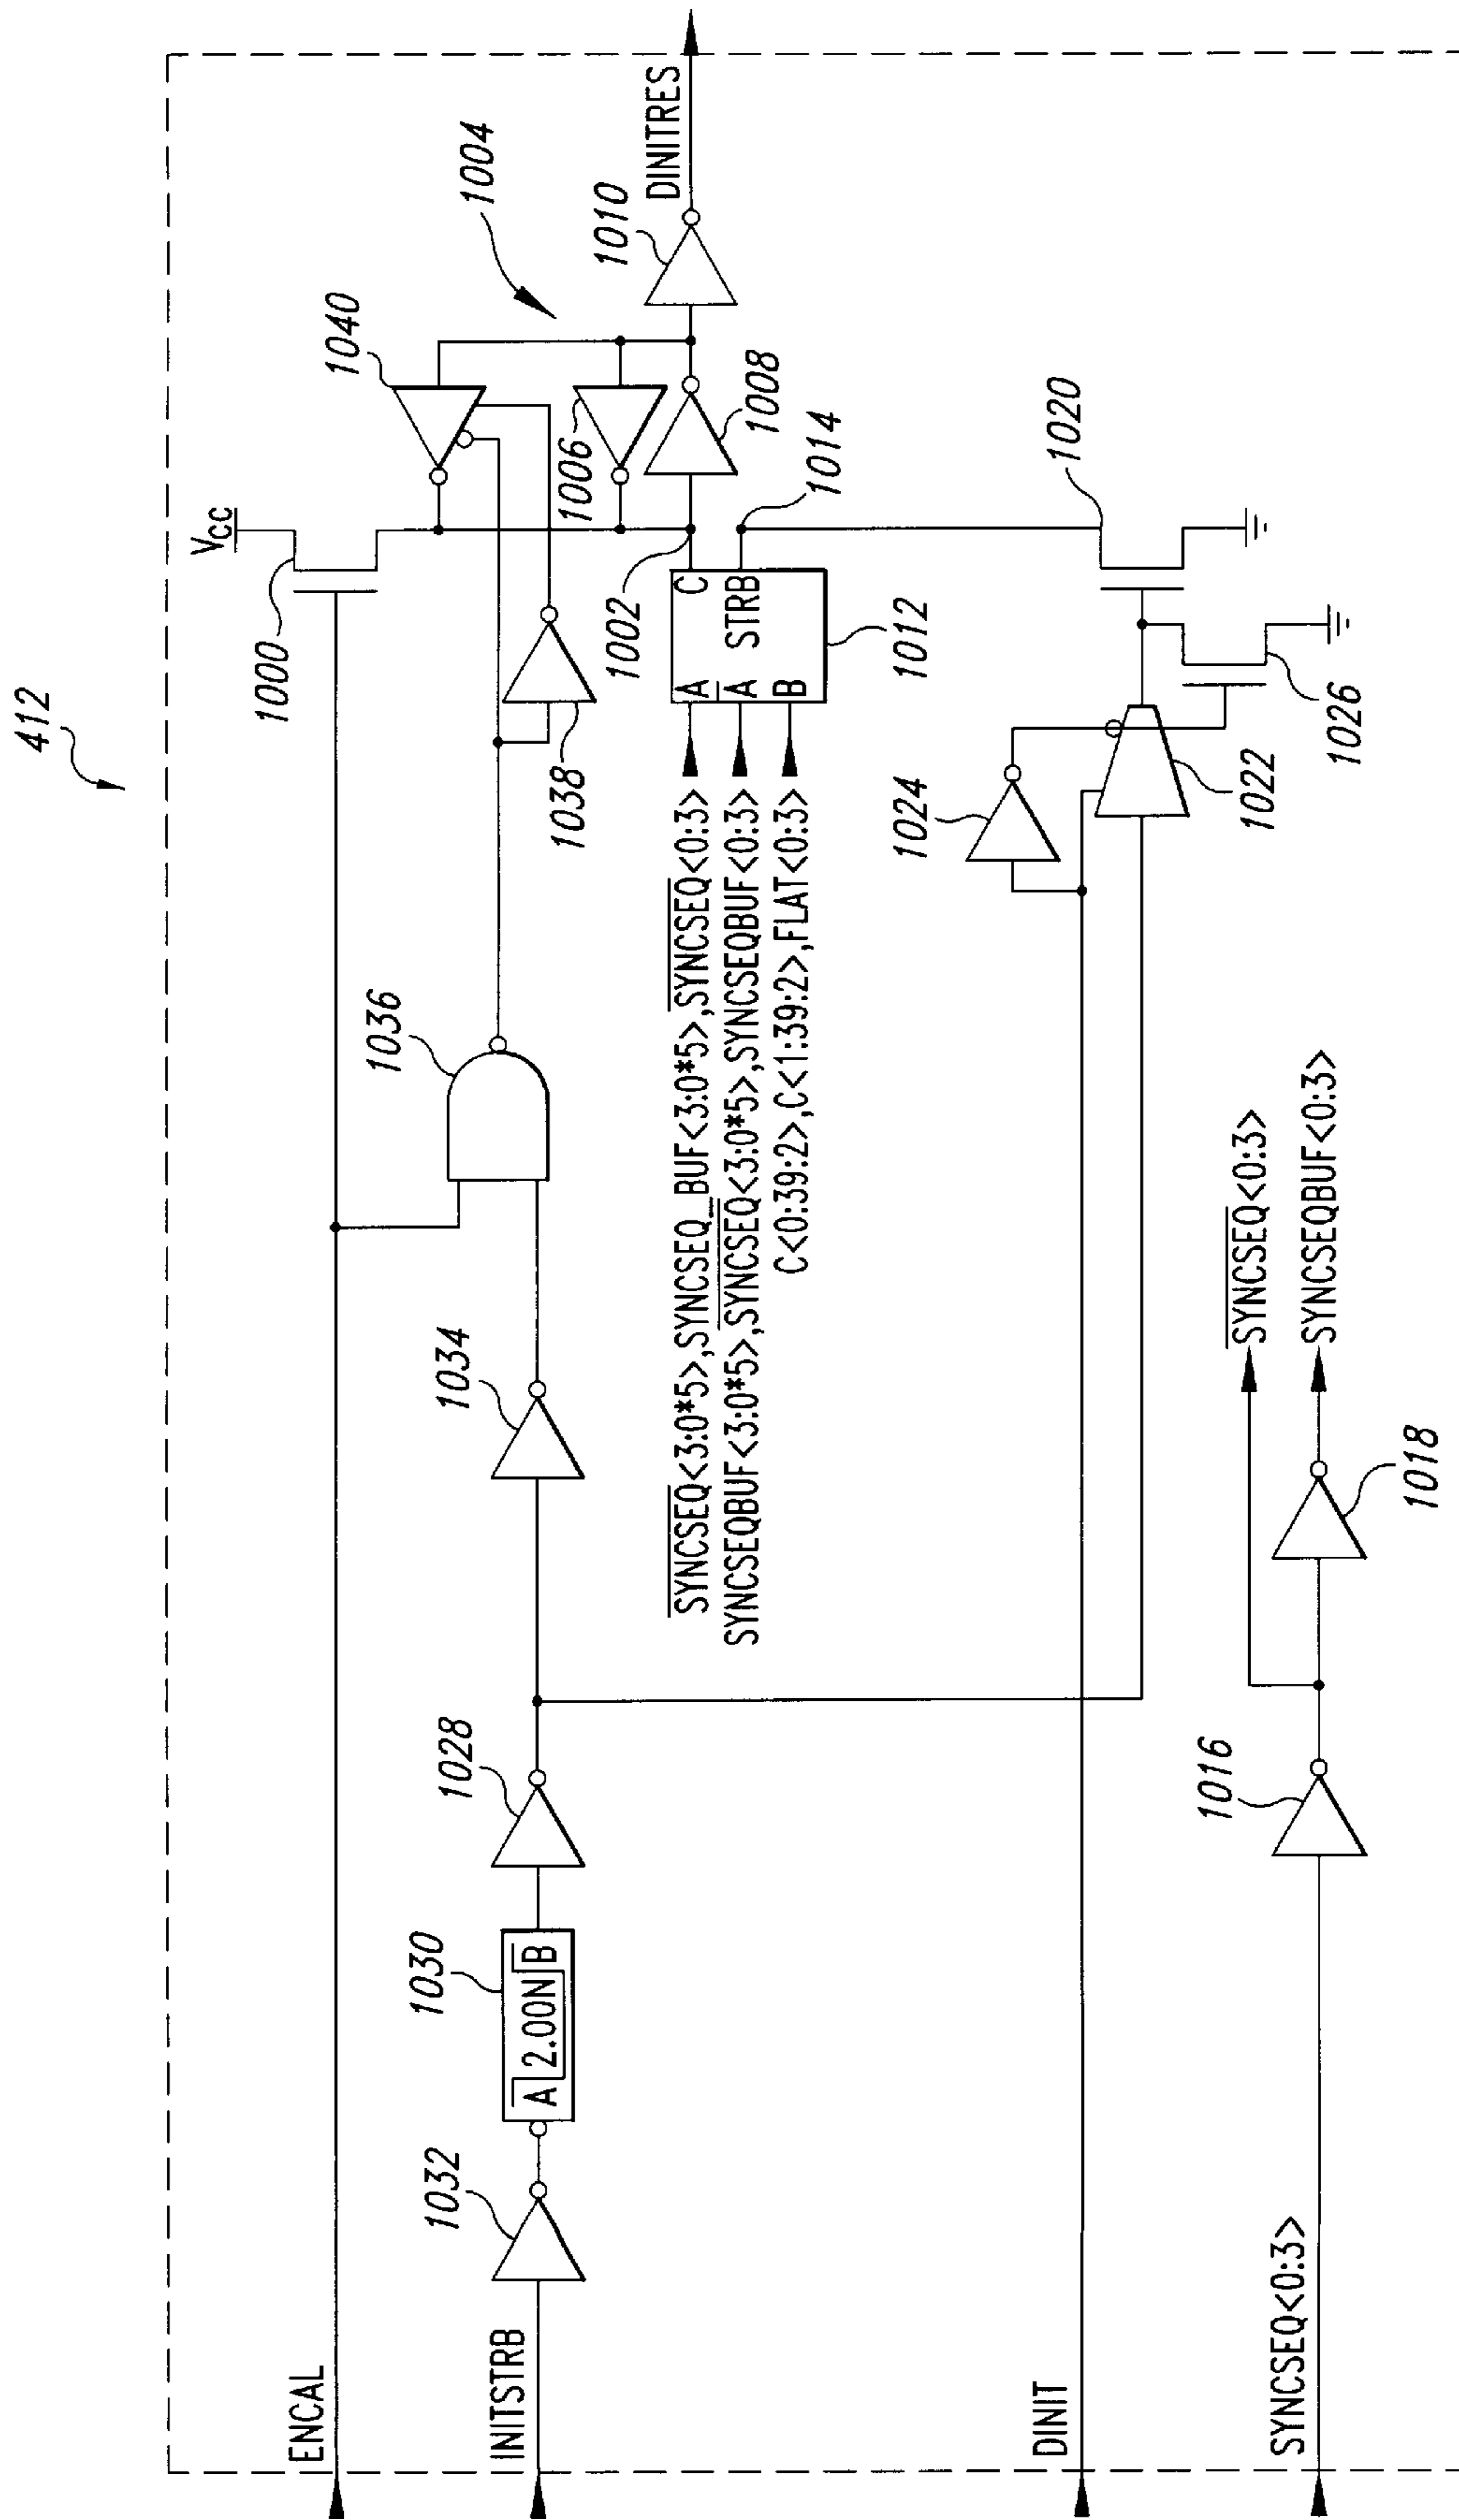 412
ENCAL
INITSTRB
DINIT
SYNCSEQ<0:3>
1032
1030
A 2.00N B
1028
1034
1036
1038
1000
VCC
1040
1004
1006
1008
1010
DINITRES
1002
A C
A STRB
B
1012
1014
SYNCSEQ<3:0*5>,SYNCSEQ_BUF<3:0*5>,SYNCSEQ<0:3>
SYNCSEQBUF<3:0*5>,SYNCSEQ<3:0*5>,SYNCSEQBUF<0:3>
C<0:39:2>,C<1:39:2>,FLAT<0:3>
1024
1022
1026
1020
1016
1018
SYNCSEQ<0:3>
SYNCSEQBUF<0:3>